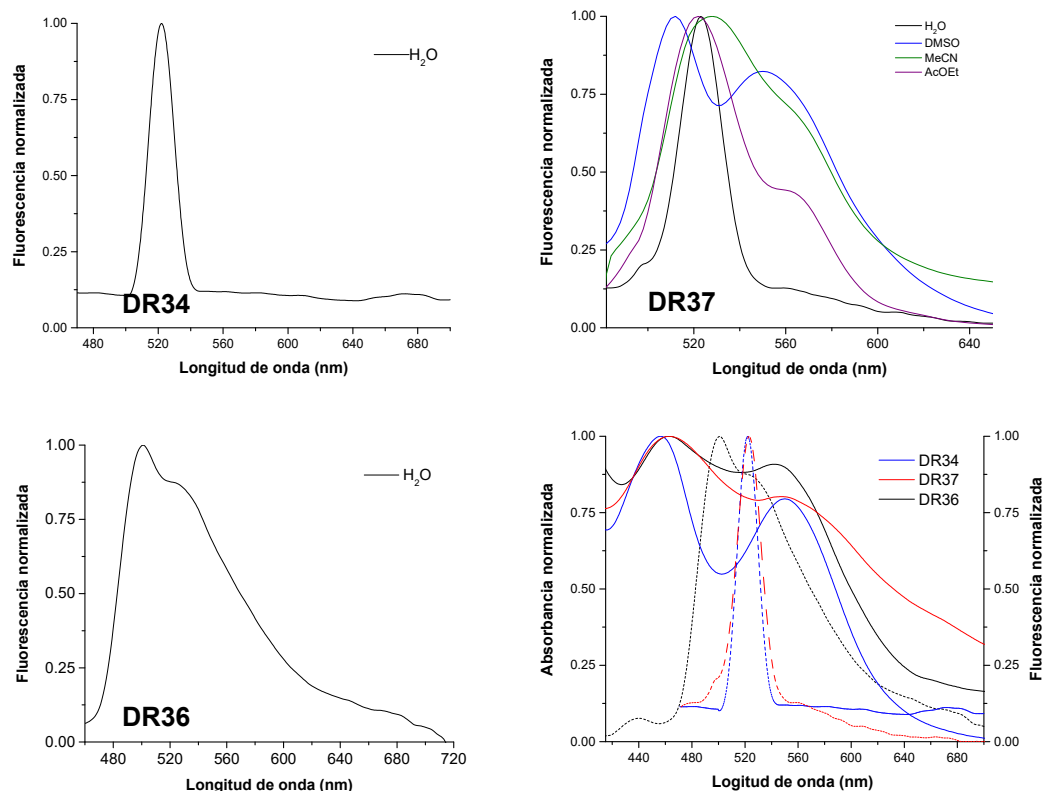 Fluorescencia normalizada
1.00
0.75
0.50
0.25
0.00
H₂O
DR34
480
520
560
600
640
680
Longitud de onda (nm)
Fluorescencia normalizada
1.00
0.75
0.50
0.25
0.00
H₂O
DMSO
MeCN
AcOEt
DR37
520
560
600
640
Longitud de onda (nm)
Fluorescencia normalizada
1.00
0.75
0.50
0.25
0.00
H₂O
DR36
480
520
560
600
640
680
720
Longitud de onda (nm)
Absorbancia normalizada
1.00
0.75
0.50
0.25
0.00
DR34
DR37
DR36
440
480
520
560
600
640
680
Logitud de onda (nm)
1.00
0.75
0.50
0.25
0.00
Fluorescencia normalizada